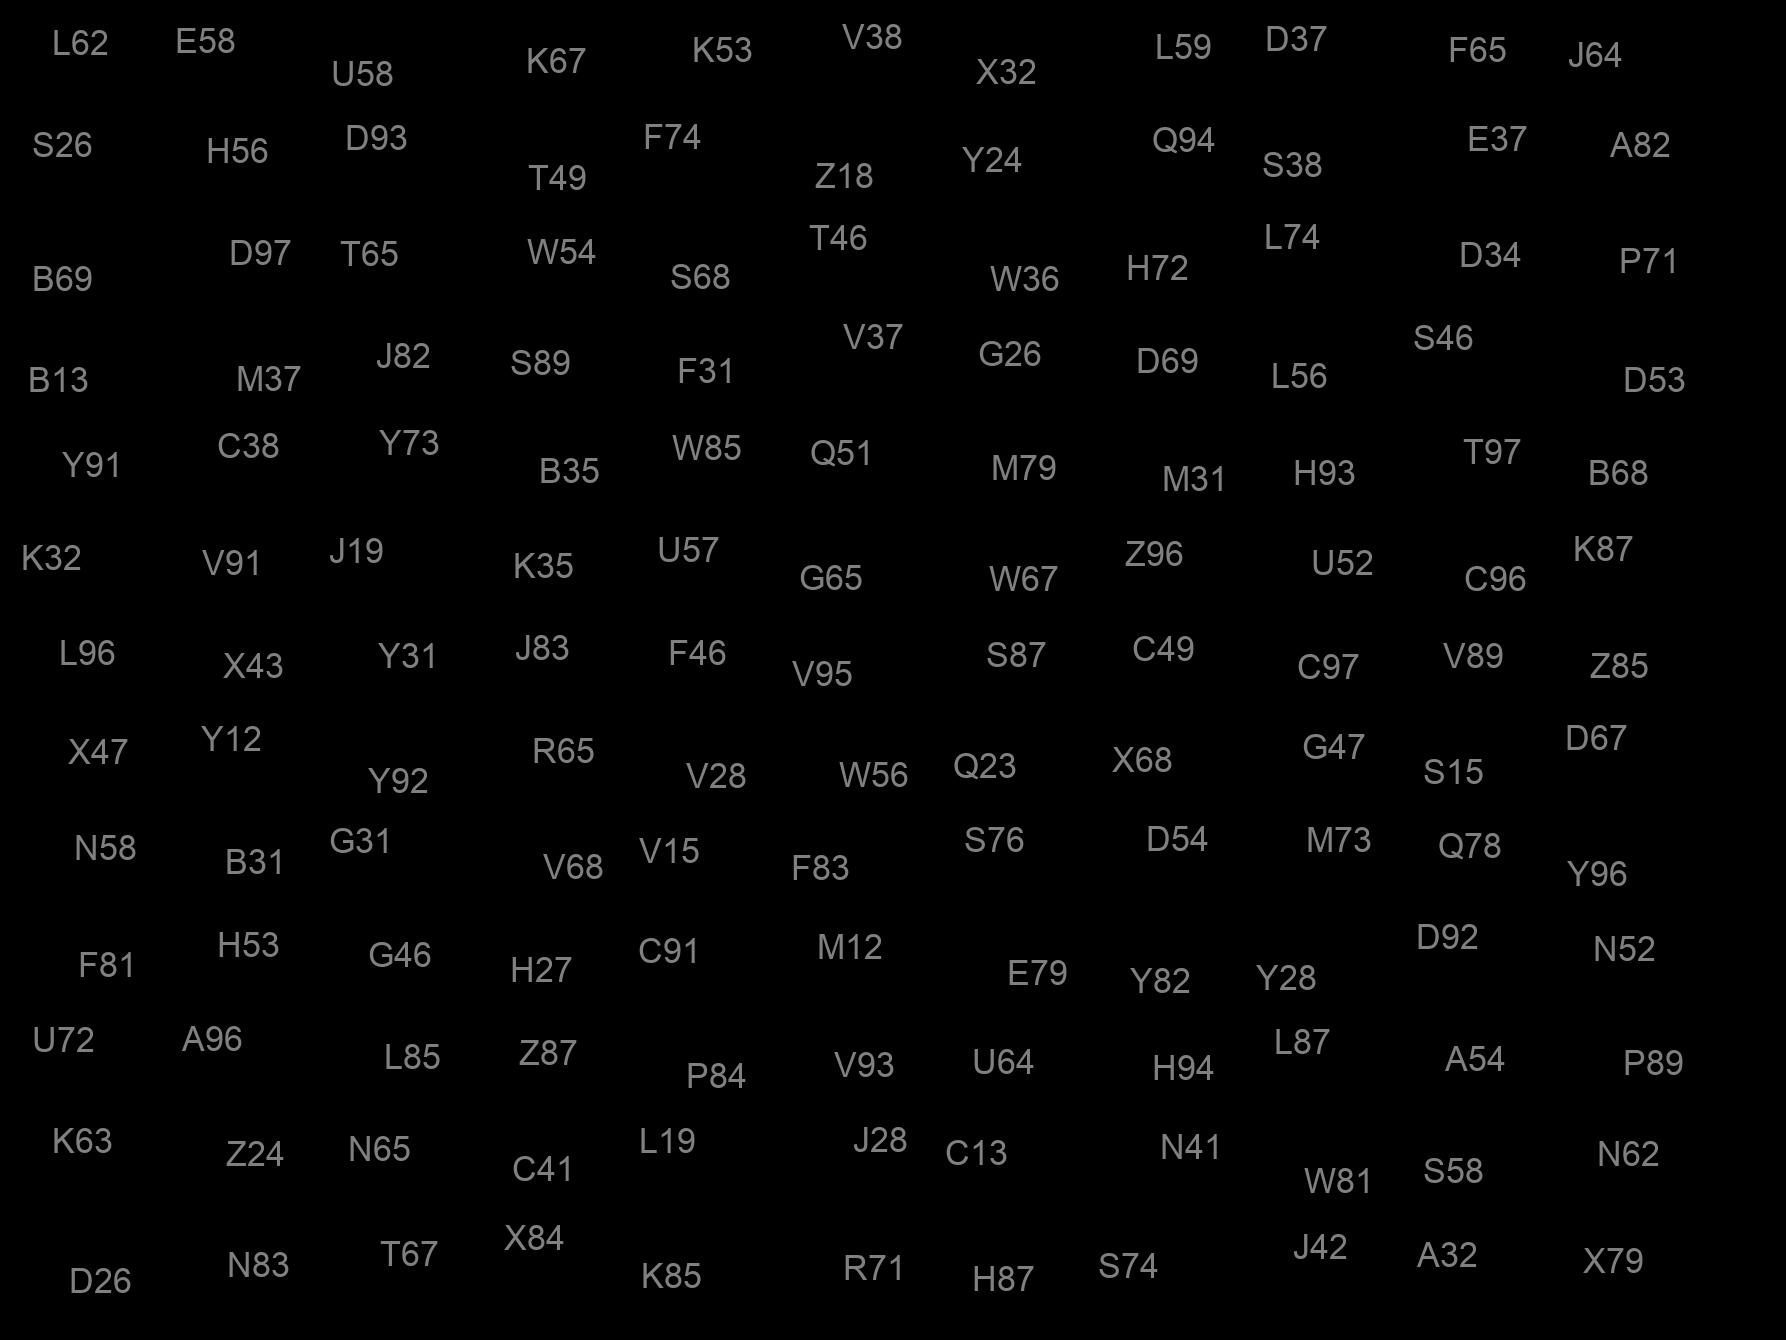 L62 E58 U58 K67 K53 V38 X32 L59 D37 F65 J64
S26 H56 D93 T49 F74 Z18 Y24 Q94 S38 E37 A82
B69 D97 T65 W54 S68 T46 W36 H72 L74 D34 P71
B13 M37 J82 S89 F31 V37 G26 D69 L56 S46 D53
Y91 C38 Y73 B35 W85 Q51 M79 M31 H93 T97 B68
K32 V91 J19 K35 U57 G65 W67 Z96 U52 C96 K87
L96 X43 Y31 J83 F46 V95 S87 C49 C97 V89 Z85
X47 Y12 Y92 R65 V28 W56 Q23 X68 G47 S15 D67
N58 B31 G31 V68 V15 F83 S76 D54 M73 Q78 Y96
F81 H53 G46 H27 C91 M12 E79 Y82 Y28 D92 N52
U72 A96 L85 Z87 P84 V93 U64 H94 L87 A54 P89
K63 Z24 N65 C41 L19 J28 C13 N41 W81 S58 N62
D26 N83 T67 X84 K85 R71 H87 S74 J42 A32 X79